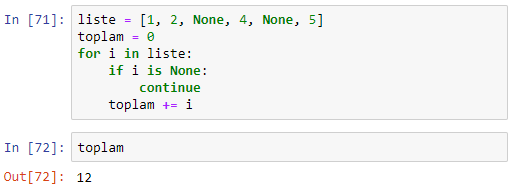 In [71]: liste = [1, 2, None, 4, None, 5]
toplam = 0
for i in liste:
    if i is None:
        continue
    toplam += i
In [72]: toplam
Out[72]: 12